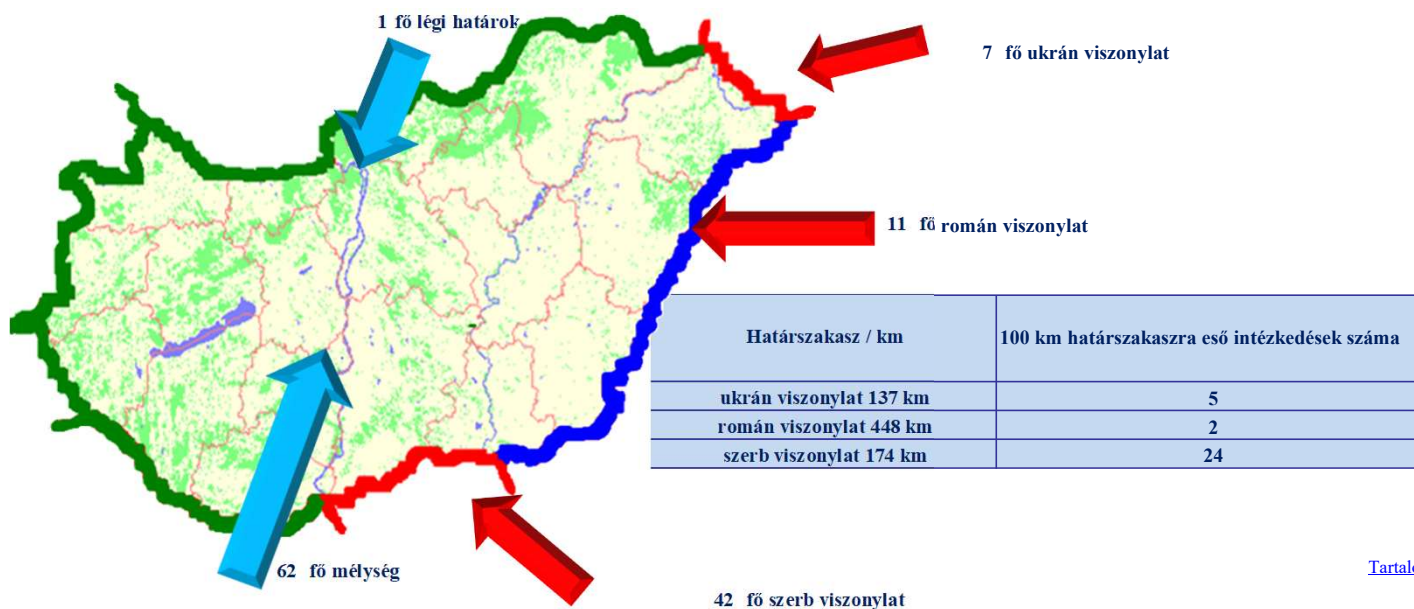 1 fő légi határok
7 fő ukrán viszonylat
11 fő román viszonylat
Határszakasz / km 100 km határszakaszra eső intézkedések száma
ukrán viszonylat 137 km 5
román viszonylat 448 km 2
szerb viszonylat 174 km 24
62 fő mélység
Tartalo
42 fő szerb viszonylat